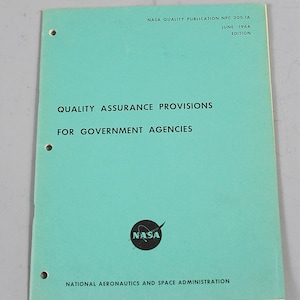 NASA QUALITY PUBLICATION NPC 200-1A
JUNE 1964
EDITION
QUALITY ASSURANCE PROVISIONS
FOR GOVERNMENT AGENCIES
NASA
NATIONAL AERONAUTICS AND SPACE ADMINISTRATION